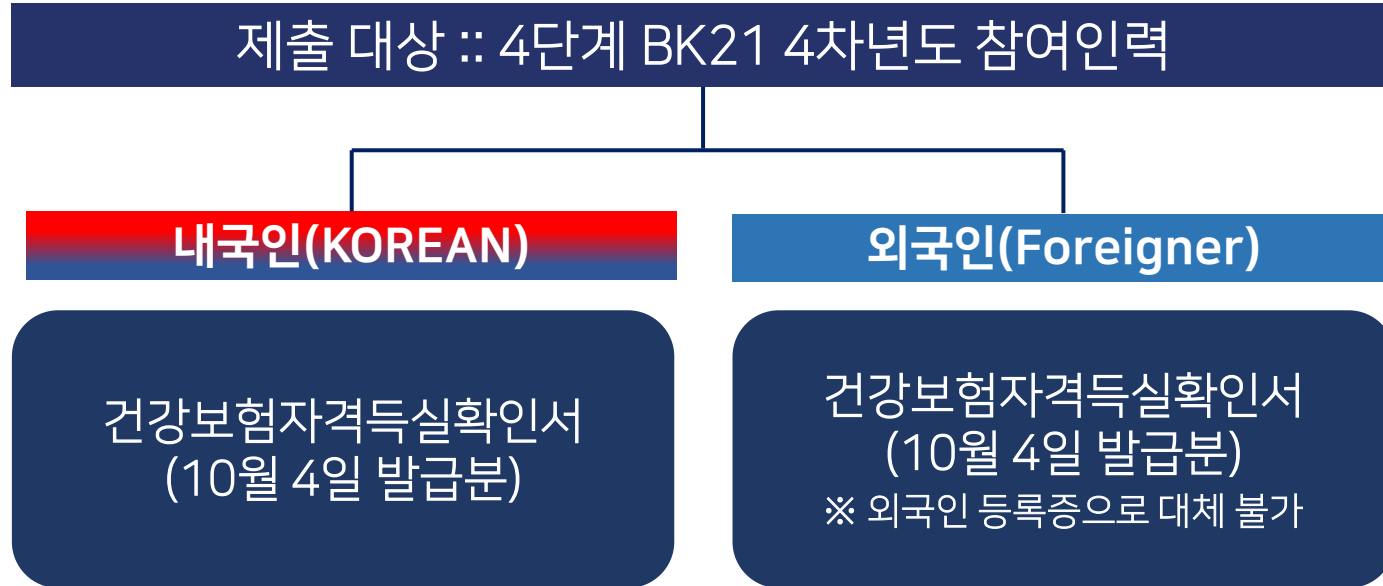 제출 대상 :: 4단계 BK21 4차년도 참여인력
내국인(KOREAN)
외국인(Foreigner)
건강보험자격득실확인서
(10월 4일 발급분)
건강보험자격득실확인서
(10월 4일 발급분)
※ 외국인 등록증으로 대체 불가